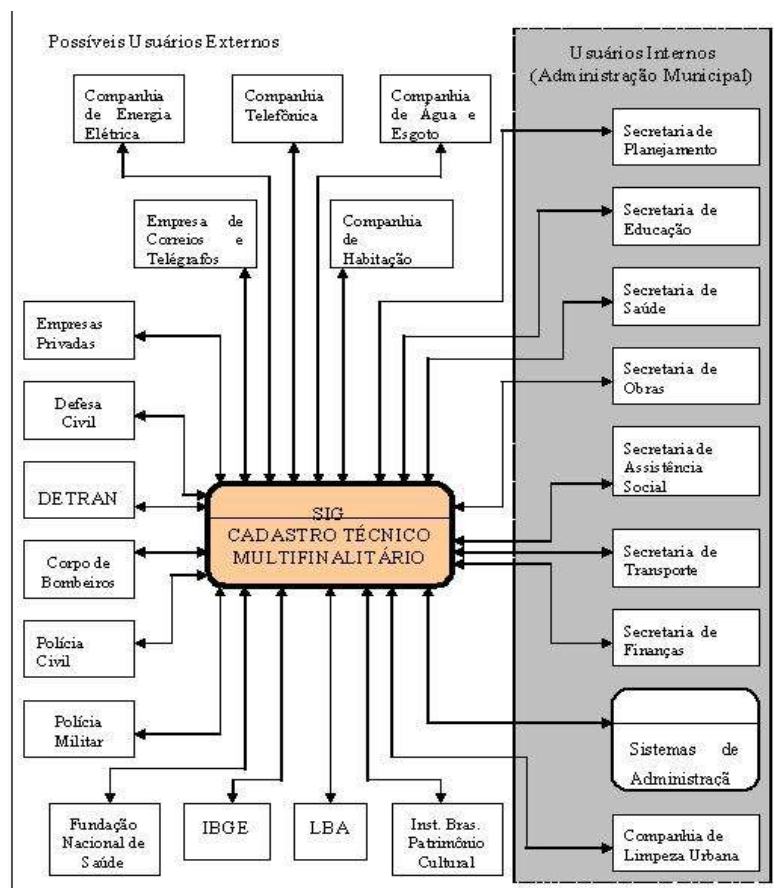 Possíveis Usuários Externos
Usuários Internos
(Administração Municipal)
Companhia
de Energia
Elétrica
Companhia
Telefônica
Companhia
de Água e
Esgoto
Empresa de
Correios e
Telégrafos
Companhia
de
Habitação
Secretaria de
Planejamento
Secretaria de
Educação
Secretaria de
Saúde
Secretaria de
Obras
Secretaria de
Assistência
Social
Secretaria de
Transporte
Secretaria de
Finanças
Sistemas de
Administraçã
Companhia de
Limpeza Urbana
Empresas
Privadas
Defesa
Civil
DETRAN
Corpo de
Bombeiros
Polícia
Civil
Polícia
Militar
SIG
CADASTRO TÉCNICO
MULTIFINALITÁRIO
Fundação
Nacional de
Saúde
IBGE
LBA
Inst. Bras.
Patrimônio
Cultural